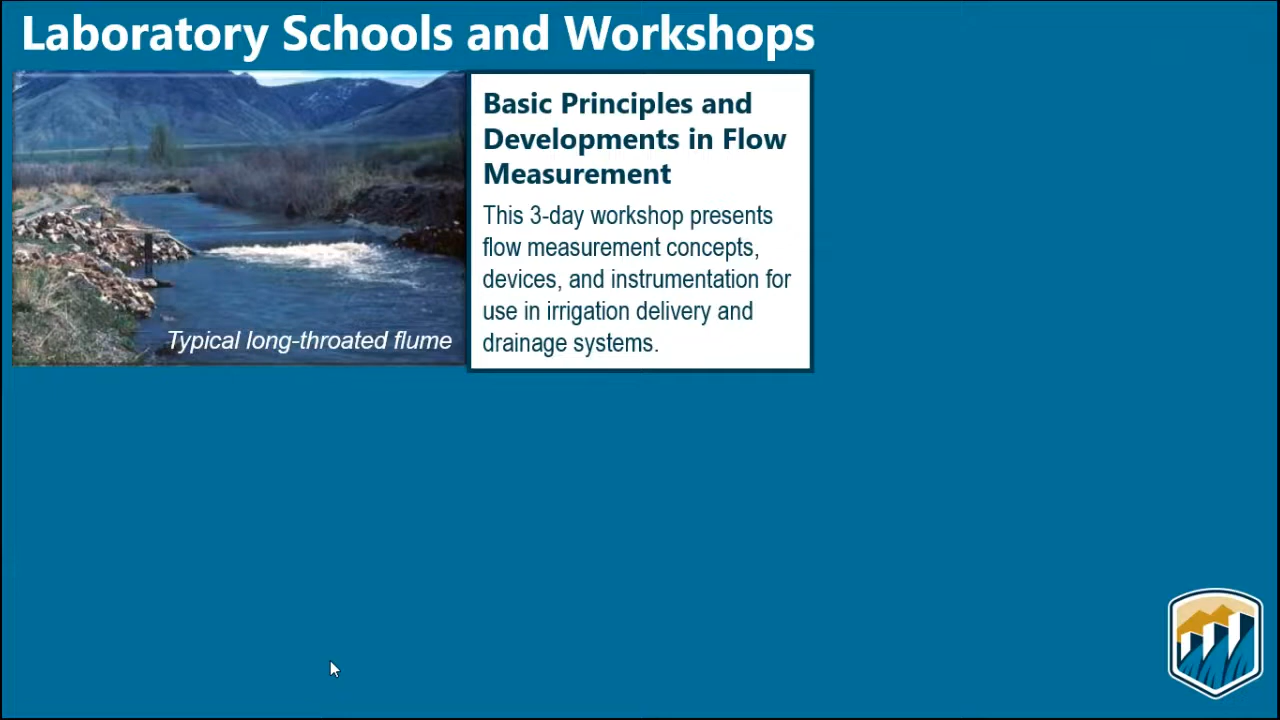 Laboratory Schools and Workshops
Typical long-throated flume
Basic Principles and
Developments in Flow
Measurement
This 3-day workshop presents
flow measurement concepts,
devices, and instrumentation for
use in irrigation delivery and
drainage systems.